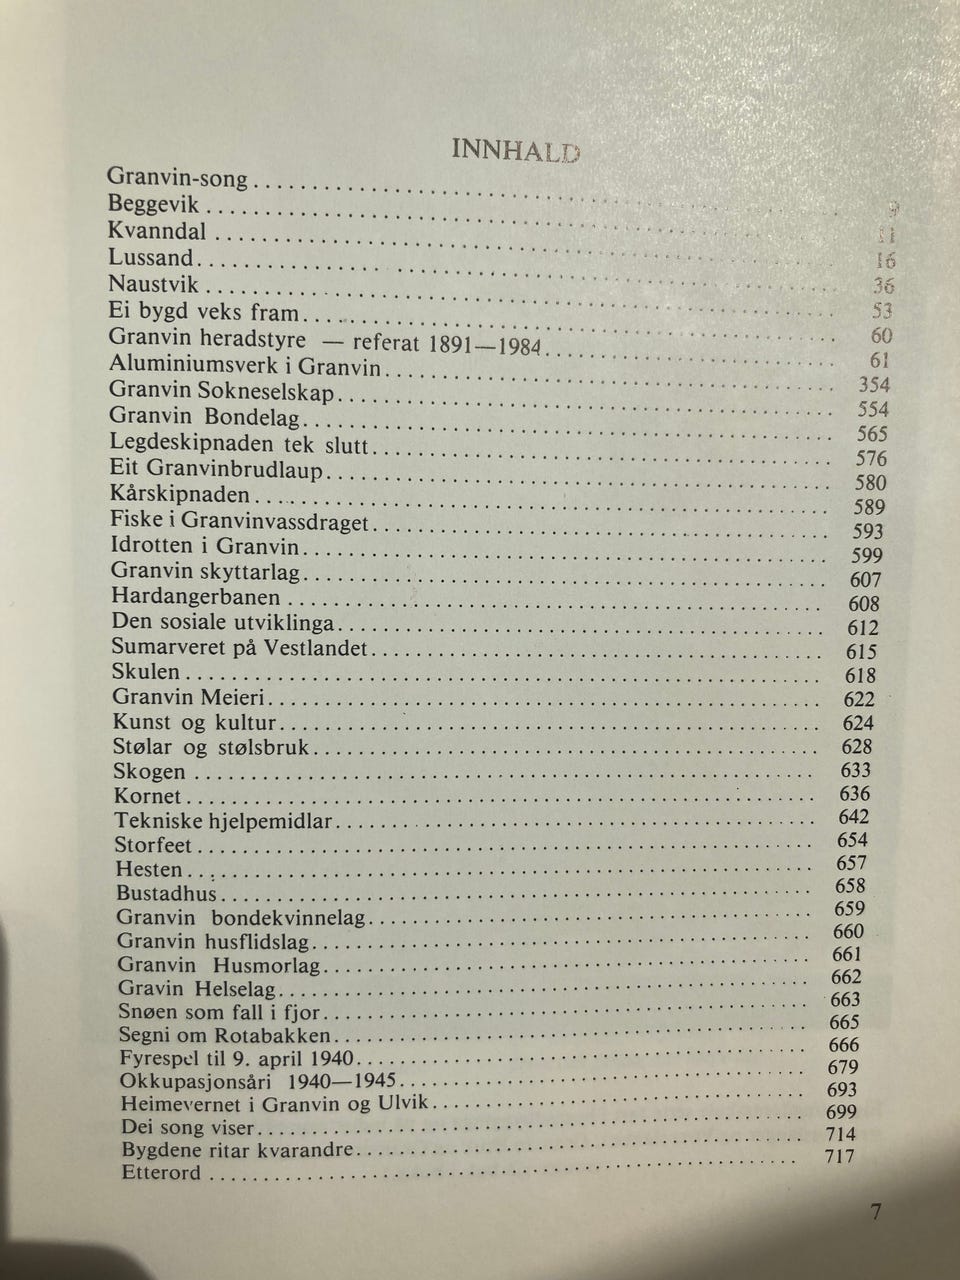 INNHALD
Granvin-song . . . . . . . . . . 9
Beggevik . . . . . . . . . . 11
Kvanndal . . . . . . . . . . 16
Lussand . . . . . . . . . . 36
Naustvik . . . . . . . . . . 53
Ei bygd veks fram . . . . . . . . . . 60
Granvin heradstyre — referat 1891—1984 . . . . . . . . . . 61
Aluminiumsverk i Granvin . . . . . . . . . . 354
Granvin Sokneselskap . . . . . . . . . . 554
Granvin Bondelag . . . . . . . . . . 565
Legdeskipnaden tek slutt . . . . . . . . . . 576
Eit Granvinbrudlaup . . . . . . . . . . 580
Kårskipnaden . . . . . . . . . . 589
Fiske i Granvinvassdraget . . . . . . . . . . 593
Idrotten i Granvin . . . . . . . . . . 599
Granvin skyttarlag . . . . . . . . . . 607
Hardangerbanen . . . . . . . . . . 608
Den sosiale utviklinga . . . . . . . . . . 612
Sumarveret på Vestlandet . . . . . . . . . . 615
Skulen . . . . . . . . . . 618
Granvin Meieri . . . . . . . . . . 622
Kunst og kultur . . . . . . . . . . 624
Stølar og stølsbruk . . . . . . . . . . 628
Skogen . . . . . . . . . . 633
Kornet . . . . . . . . . . 636
Tekniske hjelpemidlar . . . . . . . . . . 642
Storfeet . . . . . . . . . . 654
Hesten . . . . . . . . . . 657
Bustadhus . . . . . . . . . . 658
Granvin bondekvinnelag . . . . . . . . . . 659
Granvin husflidslag . . . . . . . . . . 660
Granvin Husmorlag . . . . . . . . . . 661
Gravin Helselag . . . . . . . . . . 662
Snøen som fall i fjor . . . . . . . . . . 663
Segni om Rotabakken . . . . . . . . . . 665
Fyrespel til 9. april 1940 . . . . . . . . . . 666
Okkupasjonsåri 1940—1945 . . . . . . . . . . 679
Heimevernet i Granvin og Ulvik . . . . . . . . . . 693
Dei song viser . . . . . . . . . . 699
Bygdene ritar kvarandre . . . . . . . . . . 714
Etterord . . . . . . . . . . 717
7